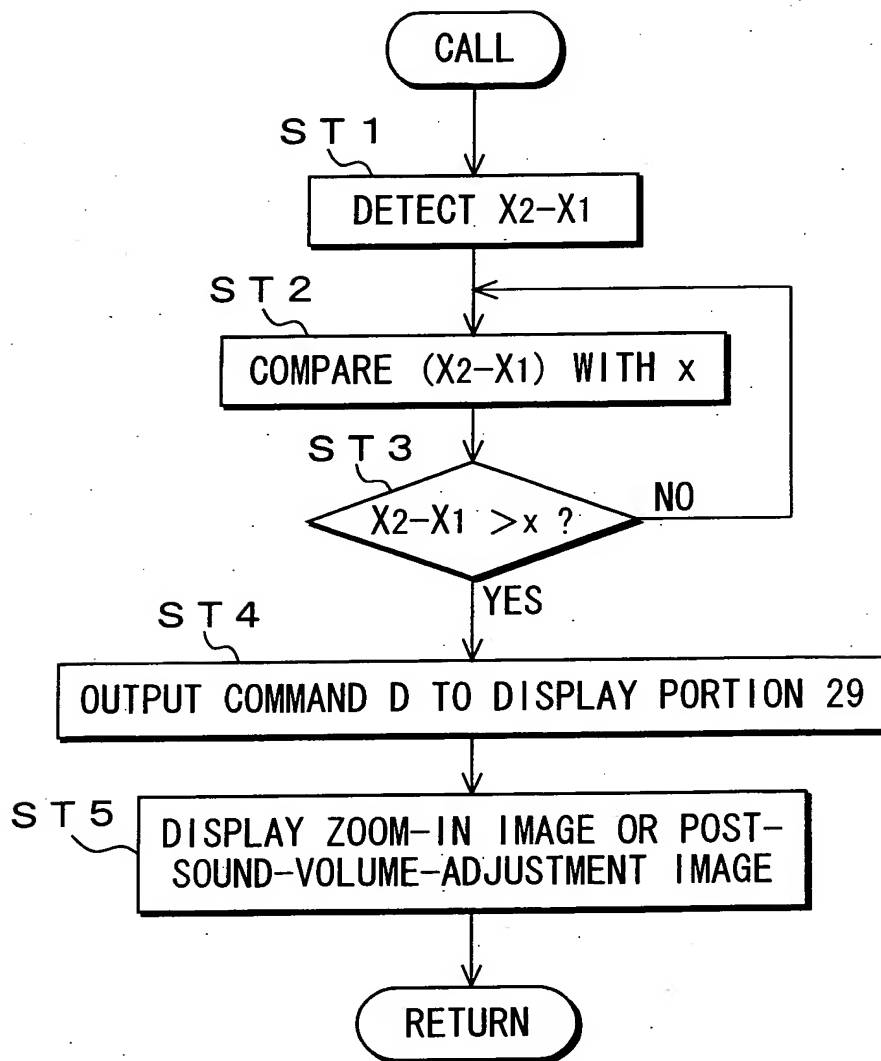 CALL
ST1
DETECT X2-X1
ST2
COMPARE (X2-X1) WITH x
ST3
X2-X1 >x ?
NO
YES
ST4
OUTPUT COMMAND D TO DISPLAY PORTION 29
ST5
DISPLAY ZOOM-IN IMAGE OR POST-
SOUND-VOLUME-ADJUSTMENT IMAGE
RETURN